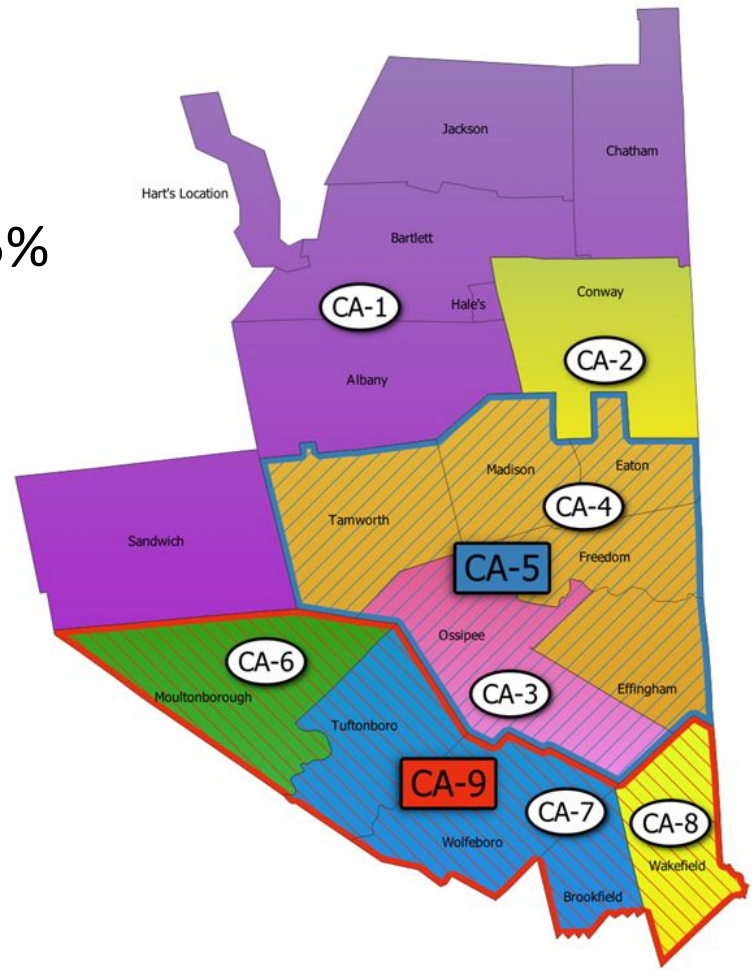 Jackson
Chatham
Hart's Location
Bartlett
%
Conway
Hale's
CA-1
CA-2
Albany
Madison
Eaton
CA-4
Tamworth
Sandwich
Freedom
CA-5
Ossipee
CA-6
Effingham
CA-3
Moultonborough
Tuftonboro
CA-9
CA-7
CA-8
Wolfeboro
Wakefield
Brookfield